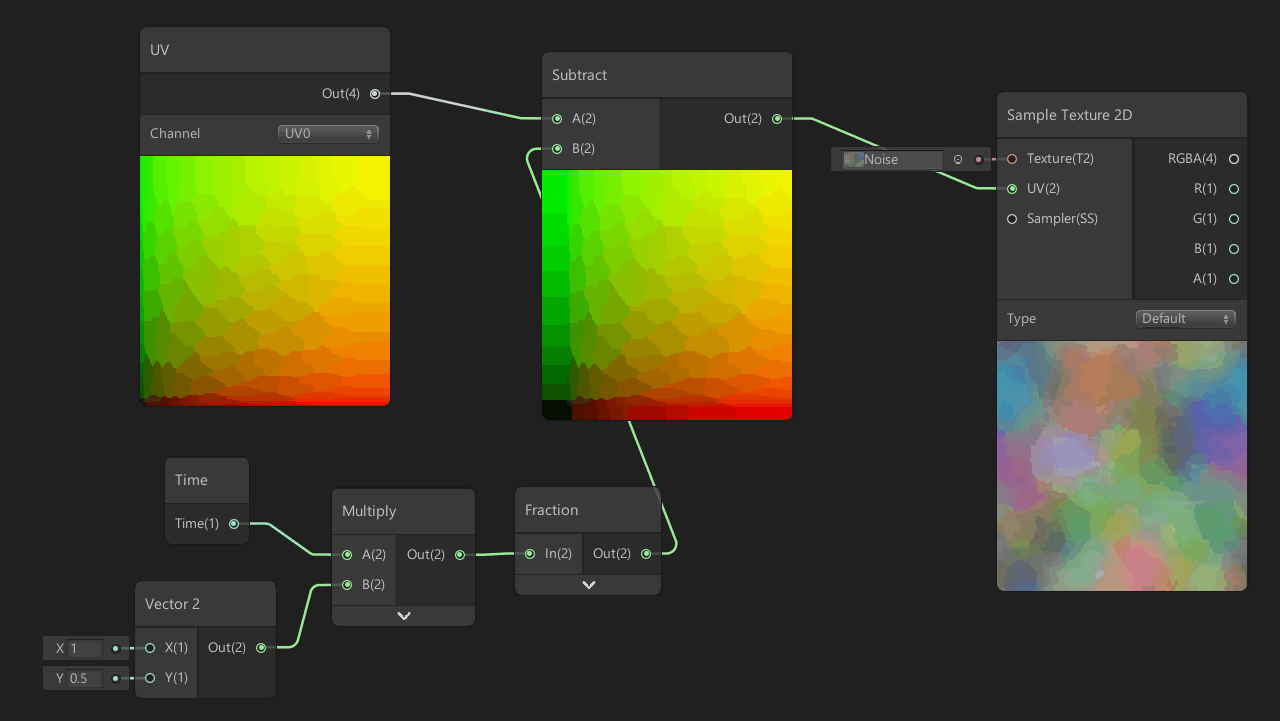 UV
Out(4)
Channel
UV0
Subtract
A(2)
Out(2)
B(2)
Noise
Sample Texture 2D
Texture(T2)
RGBA(4)
UV(2)
R(1)
Sampler(SS)
G(1)
B(1)
A(1)
Type
Default
Time
Time(1)
Multiply
A(2)
Out(2)
B(2)
Fraction
In(2)
Out(2)
Vector 2
X 1
X(1)
Out(2)
Y 0.5
Y(1)